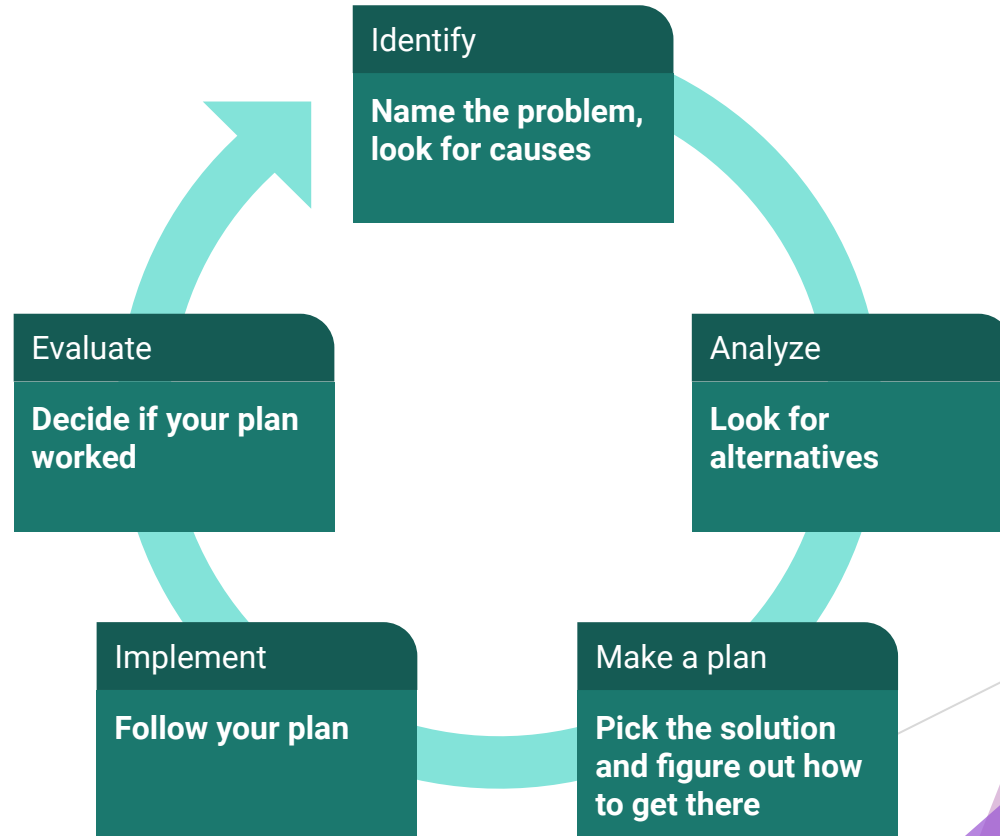 Identify
Name the problem,
look for causes
Analyze
Look for
alternatives
Make a plan
Pick the solution
and figure out how
to get there
Implement
Follow your plan
Evaluate
Decide if your plan
worked